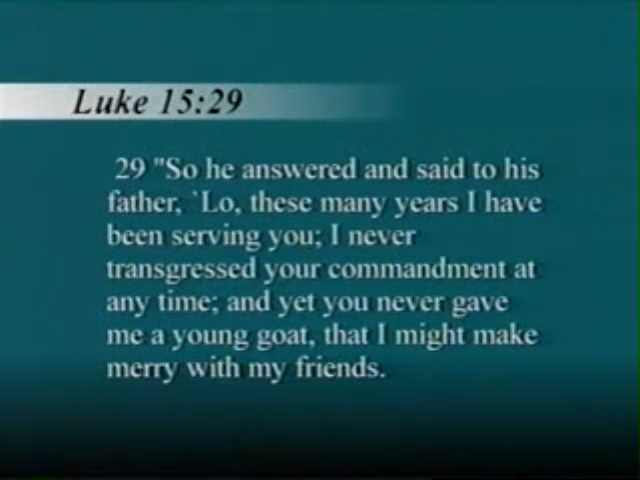 Luke 15:29
29 "So he answered and said to his
father, `Lo, these many years I have
been serving you; I never
transgressed your commandment at
any time; and yet you never gave
me a young goat, that I might make
merry with my friends.